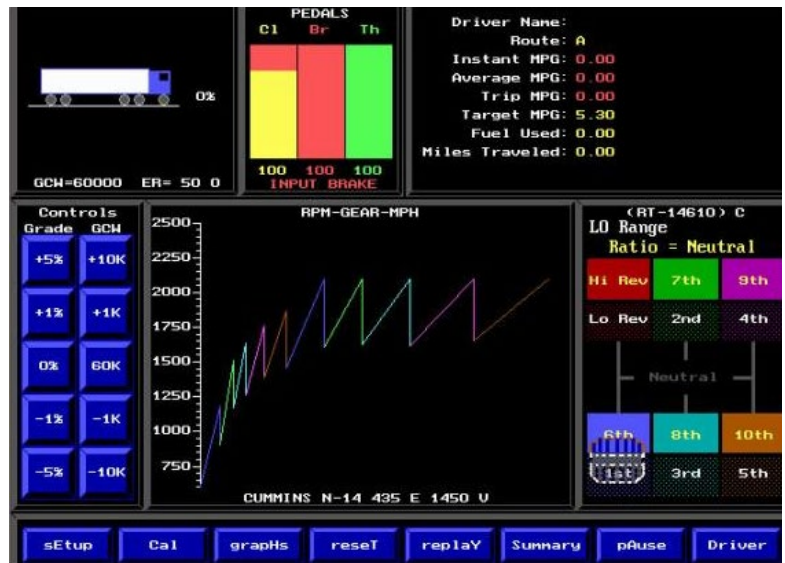 0%
GCW=60000 ER= 50 0
PEDALS
Cl Br Th
100 100 100
INPUT BRAKE
Driver Name:
Route: A
Instant MPG: 0.00
Average MPG: 0.00
Trip MPG: 0.00
Target MPG: 5.30
Fuel Used: 0.00
Miles Traveled: 0.00
Controls
Grade GCW
+5% +10K
+1% +1K
0% 60K
-1% -1K
-5% -10K
RPM-GEAR-MPH
2500
2250
2000
1750
1500
1250
1000
750
CUMMINS N-14 435 E 1450 V
(RT-14610) C
LO Range
Ratio = Neutral
Hi Rev 7th 9th
Lo Rev 2nd 4th
Neutral
6th 8th 10th
1st 3rd 5th
sEtup Cal grapHs reseT replaY Summary pAuse Driver